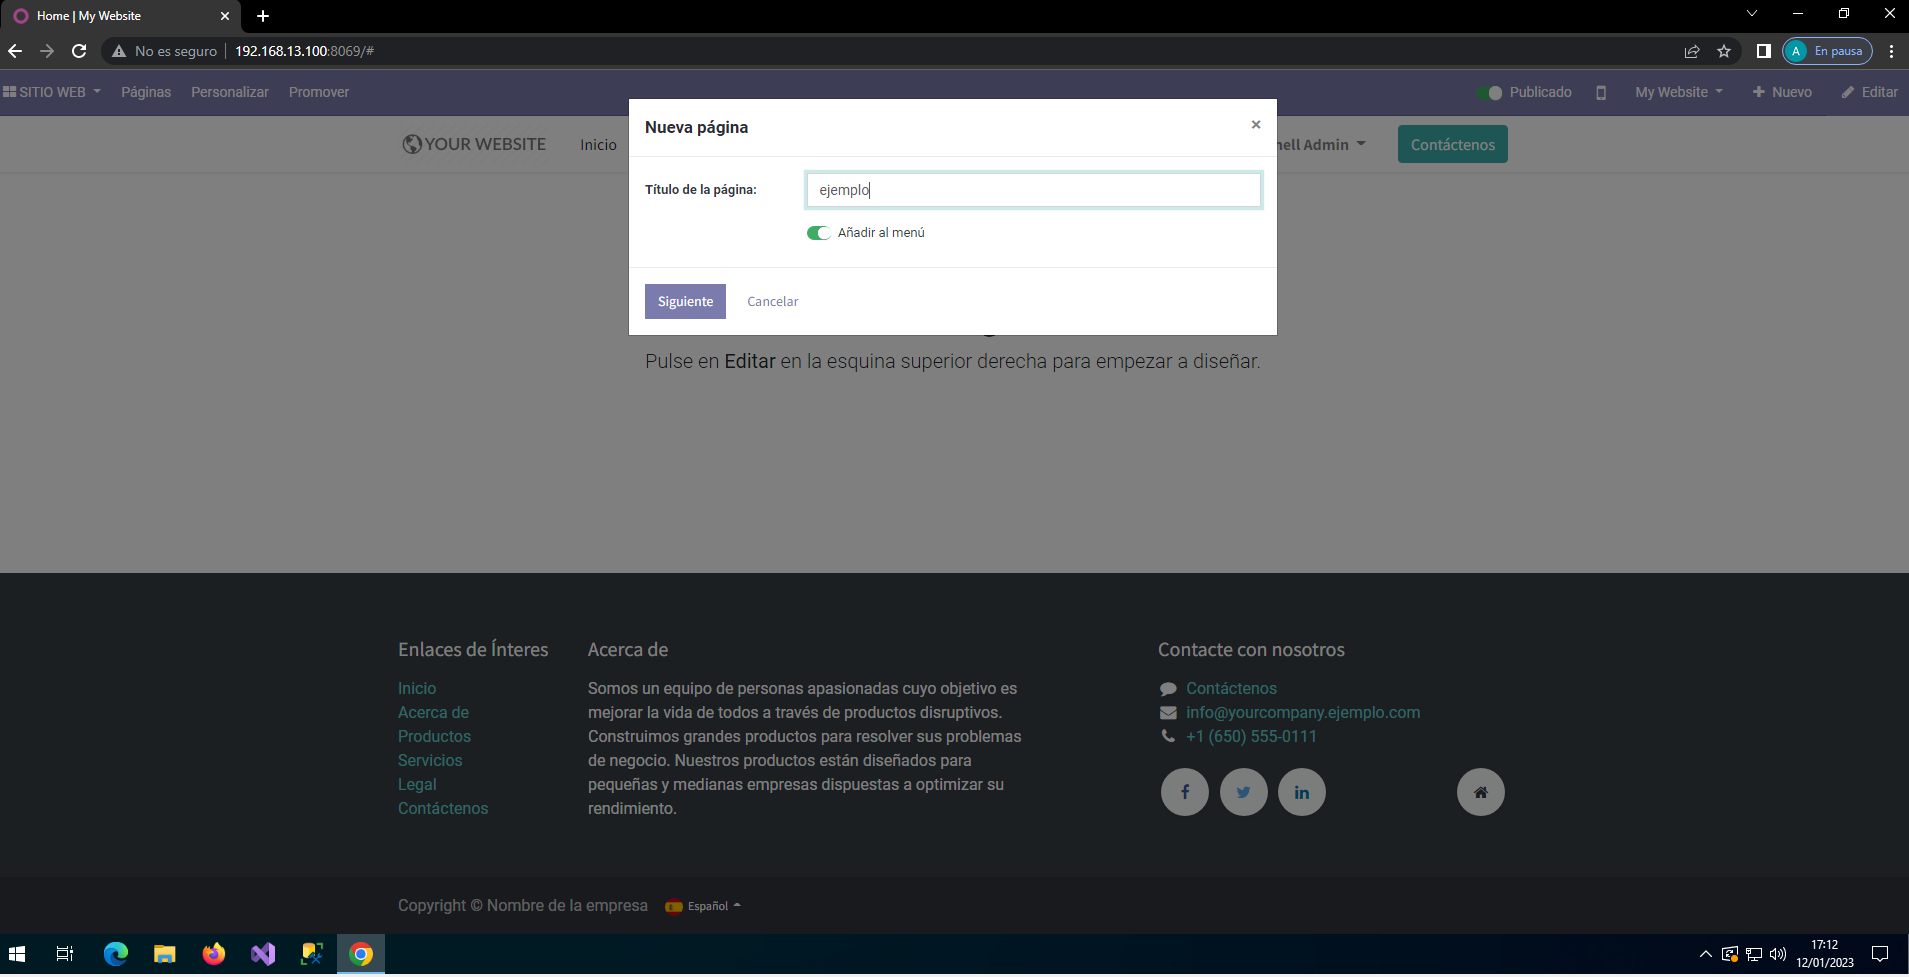 Home | My Website
No es seguro
192.168.13.100:8069/#
A En pausa
SITIO WEB Páginas Personalizar Promover
Publicado My Website Nuevo Editar
YOUR WEBSITE
Inicio
nell Admin
Contáctenos
Nueva página
×
Título de la página:
ejemplo
Añadir al menú
Siguiente Cancelar
Pulse en Editar en la esquina superior derecha para empezar a diseñar.
Enlaces de Ínteres
Inicio
Acerca de
Productos
Servicios
Legal
Contáctenos
Acerca de
Somos un equipo de personas apasionadas cuyo objetivo es
mejorar la vida de todos a través de productos disruptivos.
Construimos grandes productos para resolver sus problemas
de negocio. Nuestros productos están diseñados para
pequeñas y medianas empresas dispuestas a optimizar su
rendimiento.
Contacte con nosotros
Contáctenos
info@yourcompany.ejemplo.com
+1 (650) 555-0111
Copyright © Nombre de la empresa
Español
17:12
12/01/2023